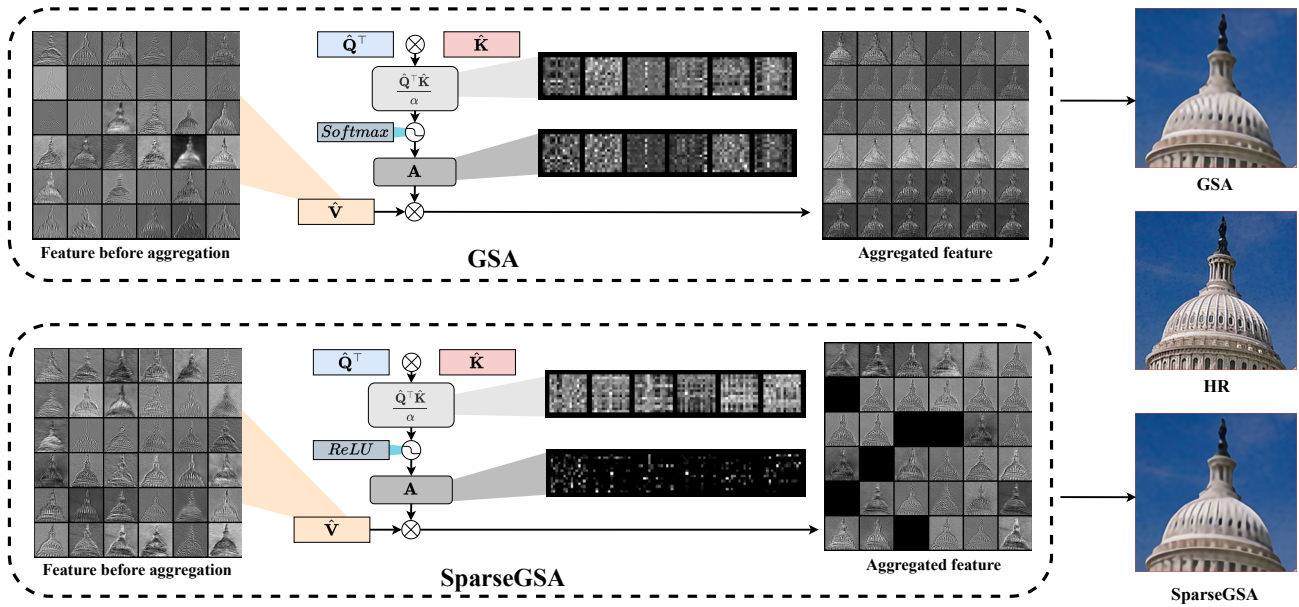 Q̂⊤ ⊗ K̂
Q̂⊤K̂
α
Softmax
A
V̂
Feature before aggregation
Aggregated feature
GSA
GSA
HR
Q̂⊤ ⊗ K̂
Q̂⊤K̂
α
ReLU
A
V̂
Feature before aggregation
Aggregated feature
SparseGSA
SparseGSA